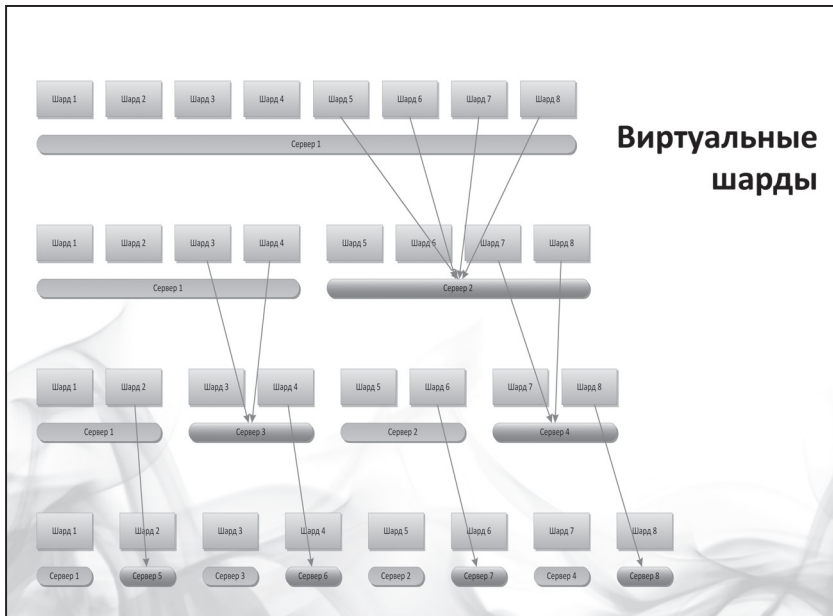 Виртуальные
шарды
Шард 1 Шард 2 Шард 3 Шард 4 Шард 5 Шард 6 Шард 7 Шард 8
Сервер 1
Шард 1 Шард 2 Шард 3 Шард 4 Шард 5 Шард 6 Шард 7 Шард 8
Сервер 1 Сервер 2
Шард 1 Шард 2 Шард 3 Шард 4 Шард 5 Шард 6 Шард 7 Шард 8
Сервер 1 Сервер 3 Сервер 2 Сервер 4
Шард 1 Шард 2 Шард 3 Шард 4 Шард 5 Шард 6 Шард 7 Шард 8
Сервер 1 Сервер 5 Сервер 3 Сервер 6 Сервер 2 Сервер 7 Сервер 4 Сервер 8